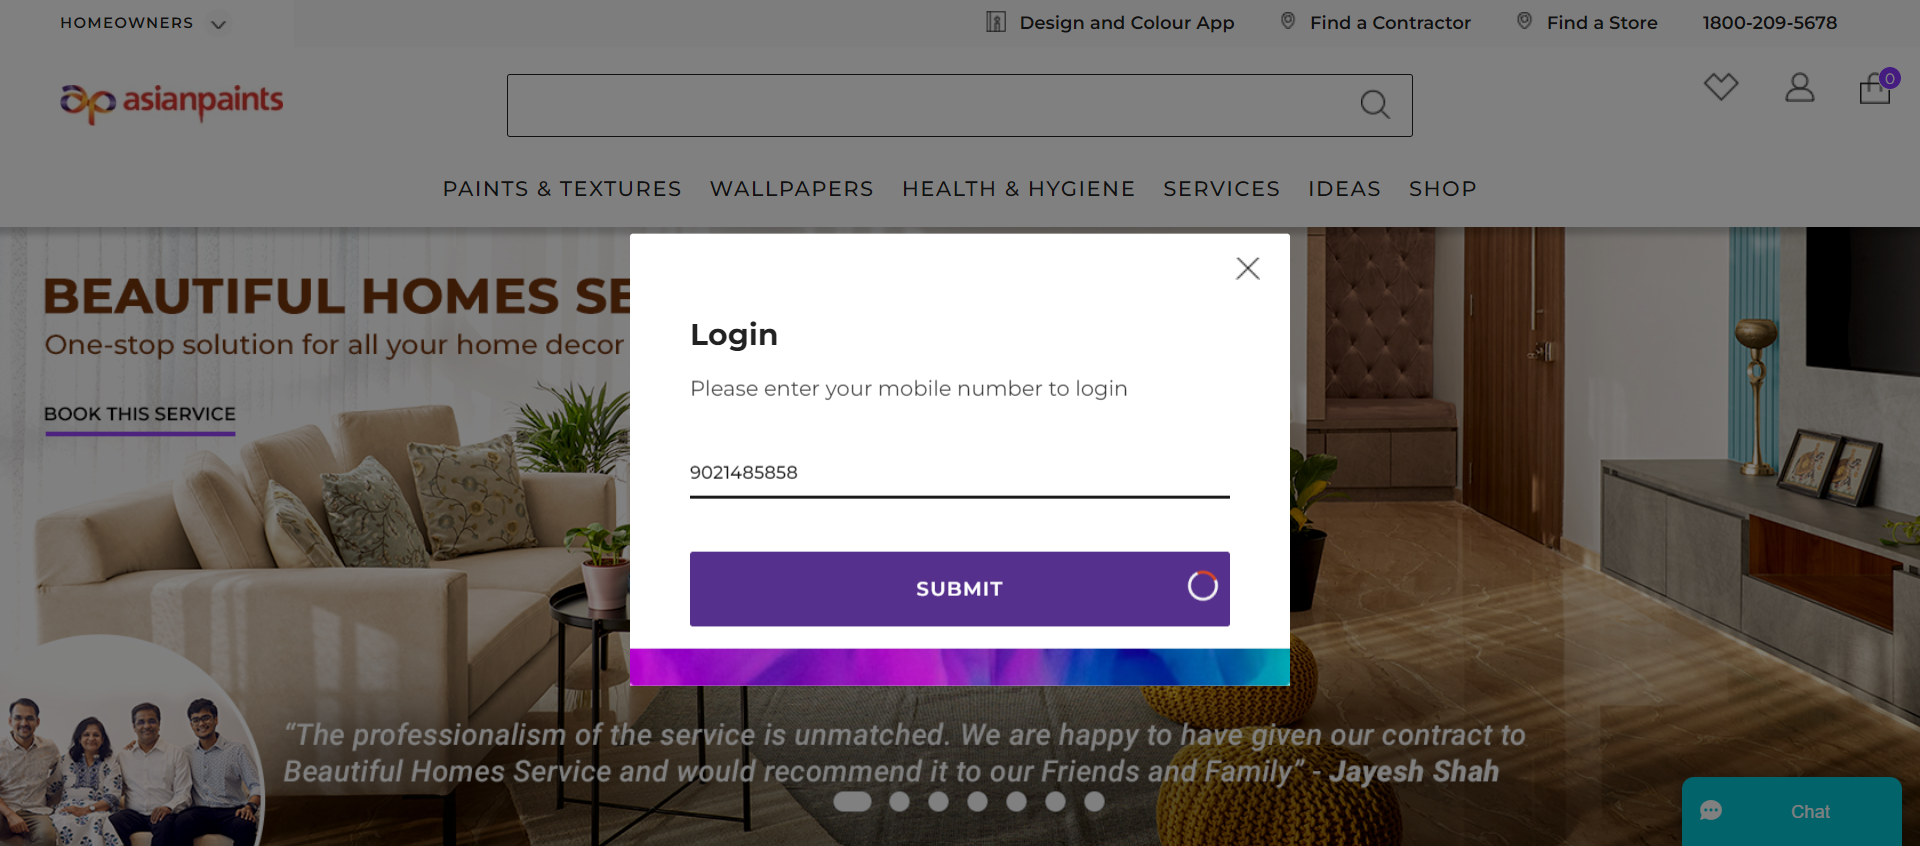 HOMEOWNERS
Design and Colour App
Find a Contractor
Find a Store
1800-209-5678
ap asianpaints
0
PAINTS & TEXTURES
WALLPAPERS
HEALTH & HYGIENE
SERVICES
IDEAS
SHOP
BEAUTIFUL HOMES SE
One-stop solution for all your home decor
BOOK THIS SERVICE
Login
Please enter your mobile number to login
9021485858
SUBMIT
“The professionalism of the service is unmatched. We are happy to have given our contract to
Beautiful Homes Service and would recommend it to our Friends and Family” - Jayesh Shah
Chat